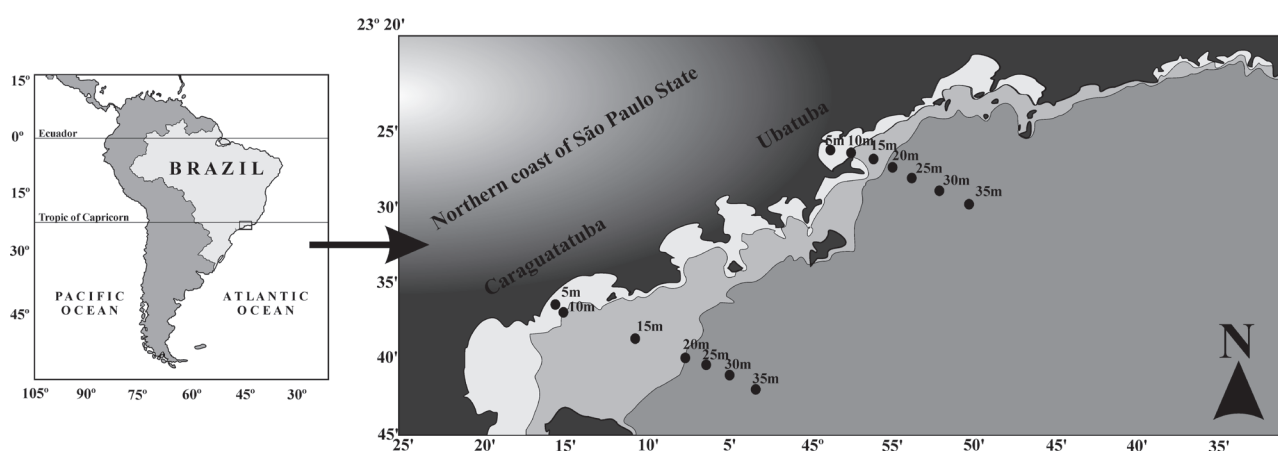 15º
0º
15º
30º
45º
105º 90º 75º 60º 45º 30º
Ecuador
BRAZIL
Tropic of Capricorn
PACIFIC
OCEAN
ATLANTIC
OCEAN
23º 20'
25'
30'
35'
40'
45'
25' 20' 15' 10' 5' 45' 55' 50' 45' 40' 35'
Northern coast of São Paulo State
Ubatuba
5m 10m 15m 20m 25m 30m 35m
Caraguatatuba
5m 10m 15m 20m 25m 30m 35m
N